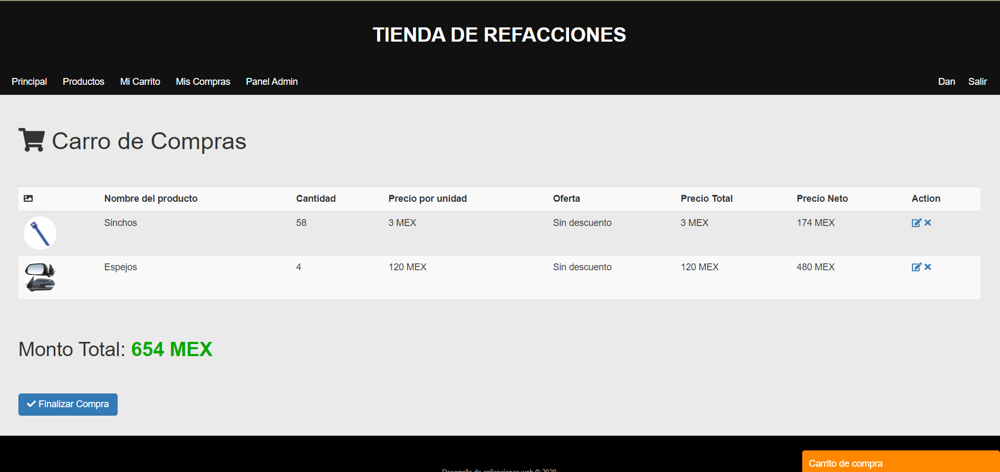 TIENDA DE REFACCIONES
Principal Productos Mi Carrito Mis Compras Panel Admin Dan Salir
Carro de Compras
Nombre del producto Cantidad Precio por unidad Oferta Precio Total Precio Neto Action
Sinchos 58 3 MEX Sin descuento 3 MEX 174 MEX
Espejos 4 120 MEX Sin descuento 120 MEX 480 MEX
Monto Total: 654 MEX
Finalizar Compra
Carrito de compra
Desarrollo de aplicaciones web © 2020